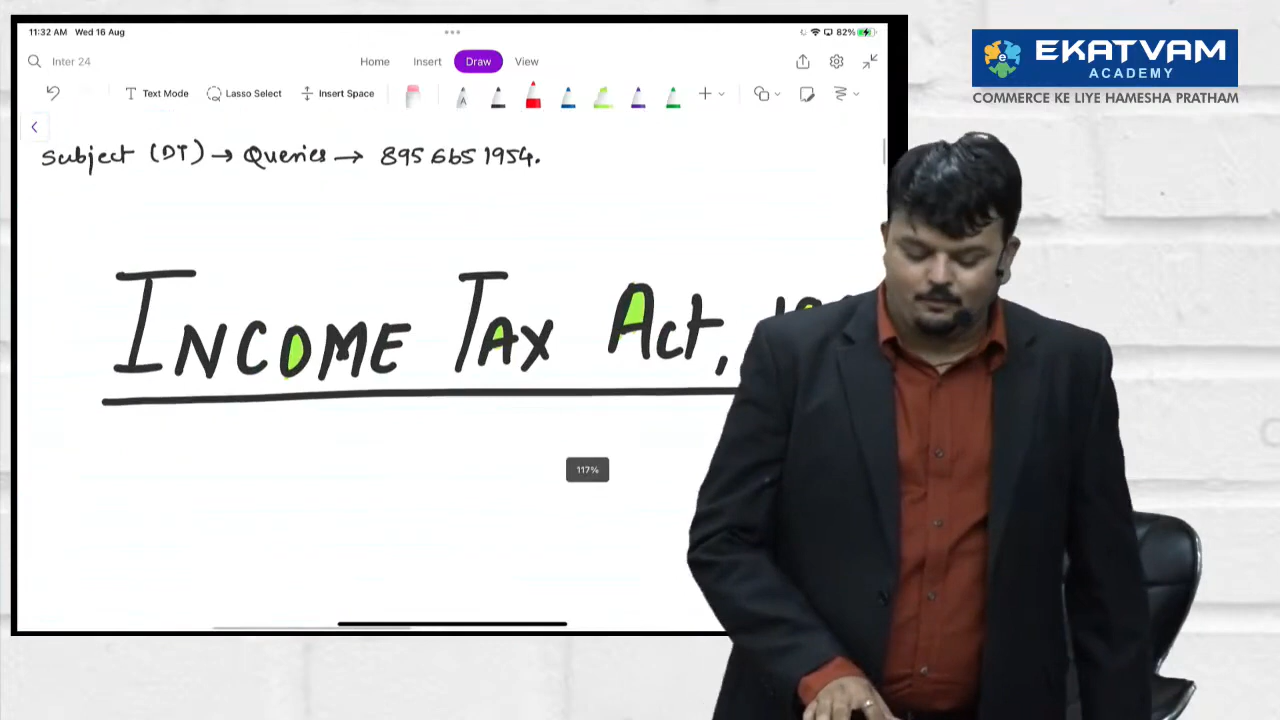 11:32 AM Wed 16 Aug
82%
EKATVAM
ACADEMY
COMMERCE KE LIYE HAMESHA PRATHAM
Inter 24
Home Insert Draw View
Text Mode Lasso Select Insert Space
Subject (DT) → Queries → 895 665 1954.
INCOME TAX Act,
117%